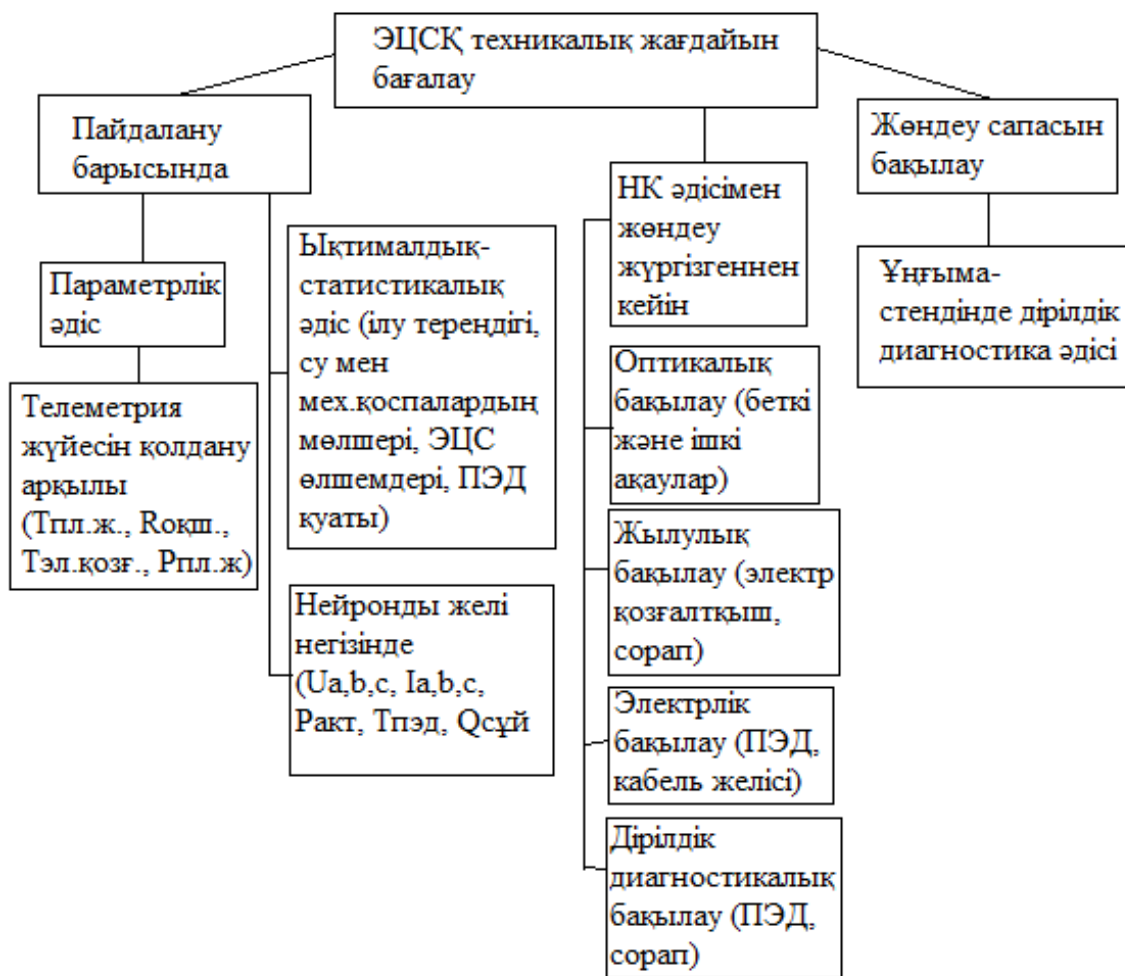 ЭЦСҚ техникалық жағдайын
бағалау
Пайдалану
барысында
Параметрлік
әдіс
Телеметрия
жүйесін қолдану
арқылы
(Тпл.ж., Rоқш.,
Тэл.қозғ., Рпл.ж)
Ықтималдық-
статистикалық
әдіс (ілу тереңдігі,
су мен
мех.қоспалардың
мөлшері, ЭЦС
өлшемдері, ПЭД
қуаты)
Нейронды желі
негізінде
(Ua,b,c, Ia,b,c,
Ракт, Тпэд, Qсұй
НК әдісімен
жөндеу
жүргізгеннен
кейін
Оптикалық
бақылау (беткі
және ішкі
ақаулар)
Жылулық
бақылау (электр
қозғалтқыш,
сорап)
Электрлік
бақылау (ПЭД,
кабель желісі)
Дірілдік
диагностикалық
бақылау (ПЭД,
сорап)
Жөндеу сапасын
бақылау
Ұңғыма-
стендінде дірілдік
диагностика әдісі